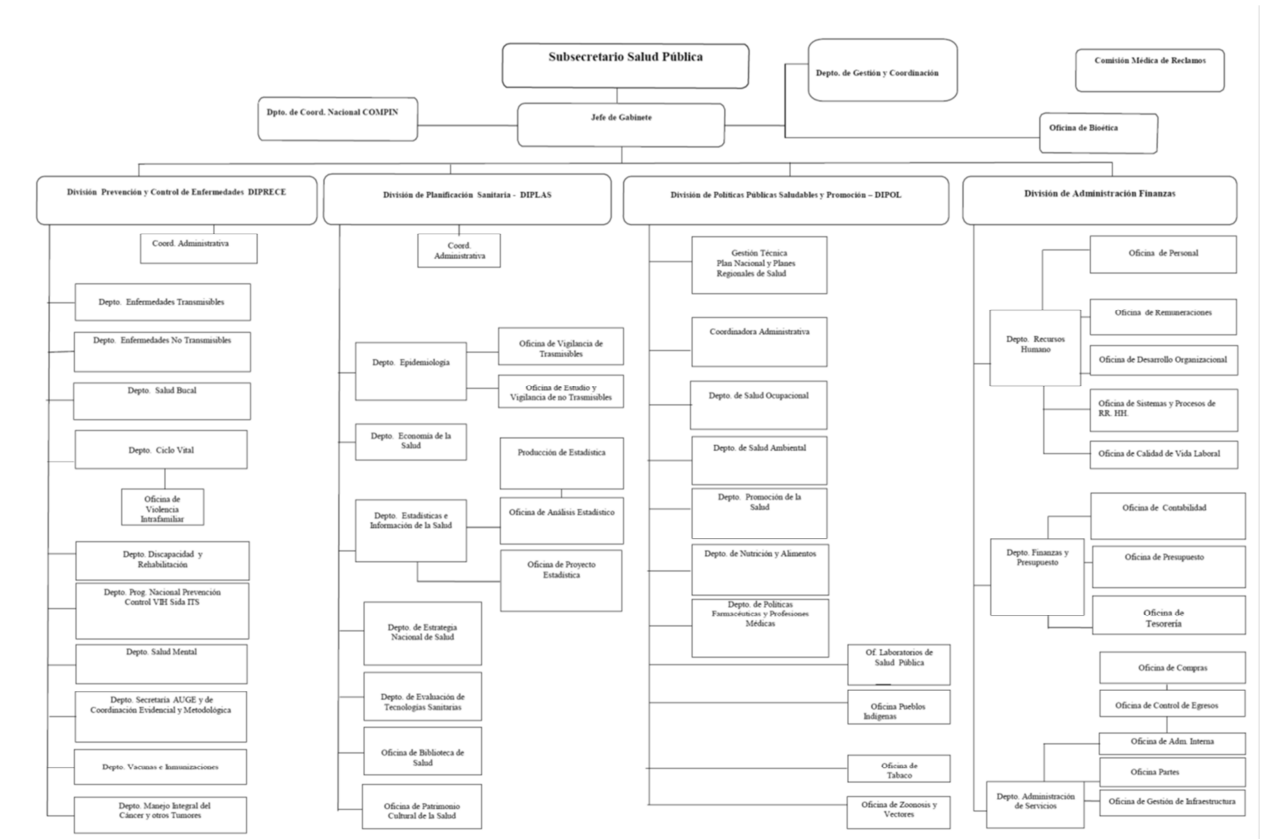 Subsecretario Salud Pública
Depto. de Gestión y Coordinación
Comisión Médica de Reclamos
Dpto. de Coord. Nacional COMPIN
Jefe de Gabinete
Oficina de Bioética
División Prevención y Control de Enfermedades DIPRECE
Coord. Administrativa
Depto. Enfermedades Transmisibles
Depto. Enfermedades No Transmisibles
Depto. Salud Bucal
Depto. Ciclo Vital
Oficina de
Violencia
Intrafamiliar
Depto. Discapacidad y
Rehabilitación
Depto. Prog. Nacional Prevención
Control VIH Sida ITS
Depto. Salud Mental
Depto. Secretaría AUGE y de
Coordinación Evidencial y Metodológica
Depto. Vacunas e Inmunizaciones
Depto. Manejo Integral del
Cáncer y otros Tumores
División de Planificación Sanitaria - DIPLAS
Coord.
Administrativa
Depto. Epidemiología
Oficina de Vigilancia de
Trasmisibles
Oficina de Estudio y
Vigilancia de no Trasmisibles
Depto. Economía de la
Salud
Producción de Estadística
Depto. Estadísticas e
Información de la Salud
Oficina de Análisis Estadístico
Oficina de Proyecto
Estadística
Depto. de Estrategia
Nacional de Salud
Depto. de Evaluación de
Tecnologías Sanitarias
Oficina de Biblioteca de
Salud
Oficina de Patrimonio
Cultural de la Salud
División de Políticas Públicas Saludables y Promoción – DIPOL
Gestión Técnica
Plan Nacional y Planes
Regionales de Salud
Coordinadora Administrativa
Depto. de Salud Ocupacional
Depto. de Salud Ambiental
Depto. Promoción de la
Salud
Depto. de Nutrición y Alimentos
Depto. de Políticas
Farmacéuticas y Profesiones
Médicas
Of. Laboratorios de
Salud Pública
Oficina Pueblos
Indígenas
Oficina de
Tabaco
Oficina de Zoonosis y
Vectores
División de Administración Finanzas
Depto. Recursos
Humano
Oficina de Personal
Oficina de Remuneraciones
Oficina de Desarrollo Organizacional
Oficina de Sistemas y Procesos de
RR. HH.
Oficina de Calidad de Vida Laboral
Depto. Finanzas y
Presupuesto
Oficina de Contabilidad
Oficina de Presupuesto
Oficina de
Tesorería
Oficina de Compras
Oficina de Control de Egresos
Oficina de Adm. Interna
Oficina Partes
Depto. Administración
de Servicios
Oficina de Gestión de Infraestructura